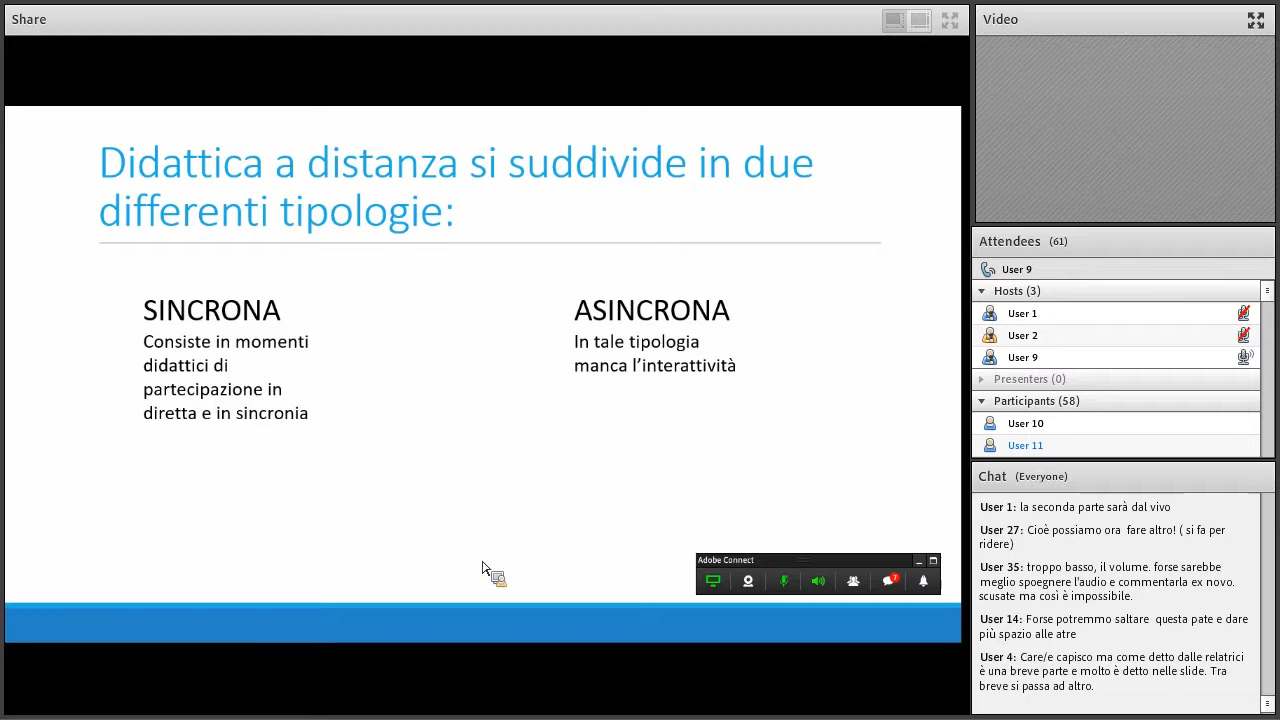 Share
Didattica a distanza si suddivide in due
differenti tipologie:
SINCRONA
Consiste in momenti
didattici di
partecipazione in
diretta e in sincronia
ASINCRONA
In tale tipologia
manca l’interattività
Adobe Connect
7
Video
Attendees (61)
User 9
Hosts (3)
User 1
User 2
User 9
Presenters (0)
Participants (58)
User 10
User 11
Chat (Everyone)
User 1: la seconda parte sarà dal vivo
User 27: Cioè possiamo ora fare altro! ( si fa per
ridere)
User 35: troppo basso, il volume. forse sarebbe
meglio spoegnere l'audio e commentarla ex novo.
scusate ma così è impossibile.
User 14: Forse potremmo saltare questa pate e dare
più spazio alle atre
User 4: Care/e capisco ma come detto dalle relatrici
è una breve parte e molto è detto nelle slide. Tra
breve si passa ad altro.